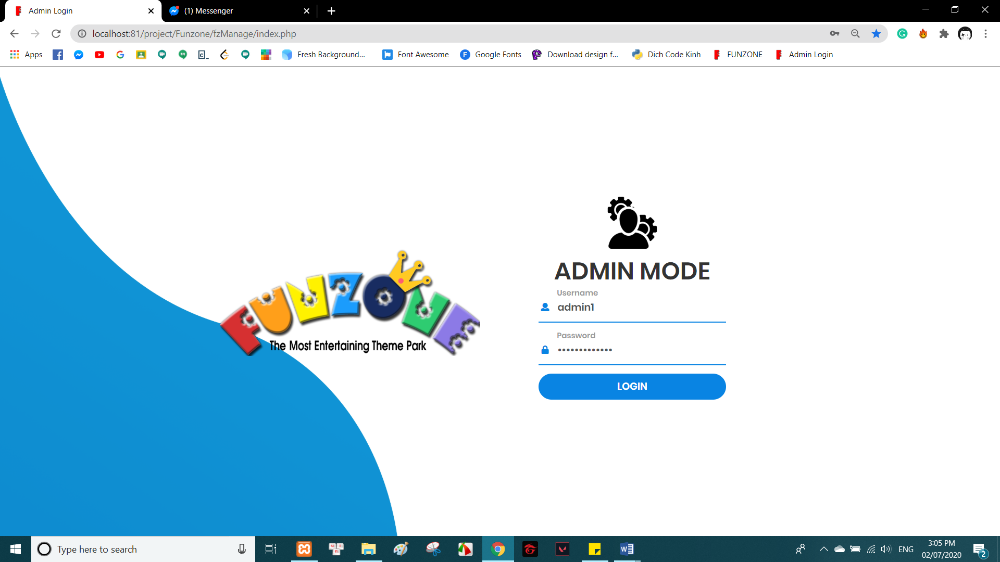 Admin Login
(1) Messenger
localhost:81/project/Funzone/fzManage/index.php
Apps
Fresh Background...
Font Awesome
Google Fonts
Download design f...
Dịch Code Kinh
FUNZONE
Admin Login
ADMIN MODE
Username
admin1
FUNZONE
The Most Entertaining Theme Park
Password
•••••••••••••
LOGIN
Type here to search
ENG
3:05 PM
02/07/2020
2